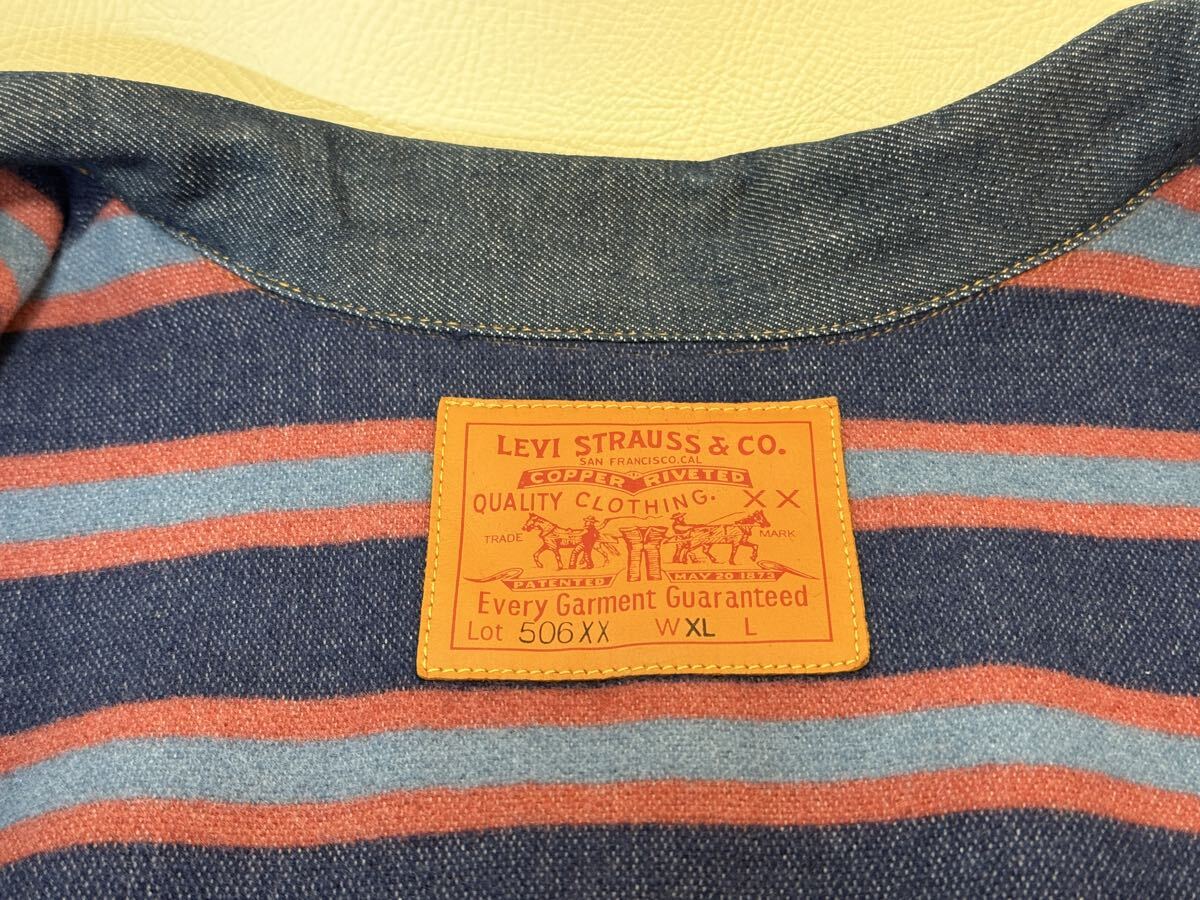 LEVI STRAUSS & CO.
SAN FRANCISCO, CAL
COPPER RIVETED
QUALITY CLOTHING. XX
TRADE MARK
PATENTED MAY 20 1873
Every Garment Guaranteed
Lot 506XX W XL L